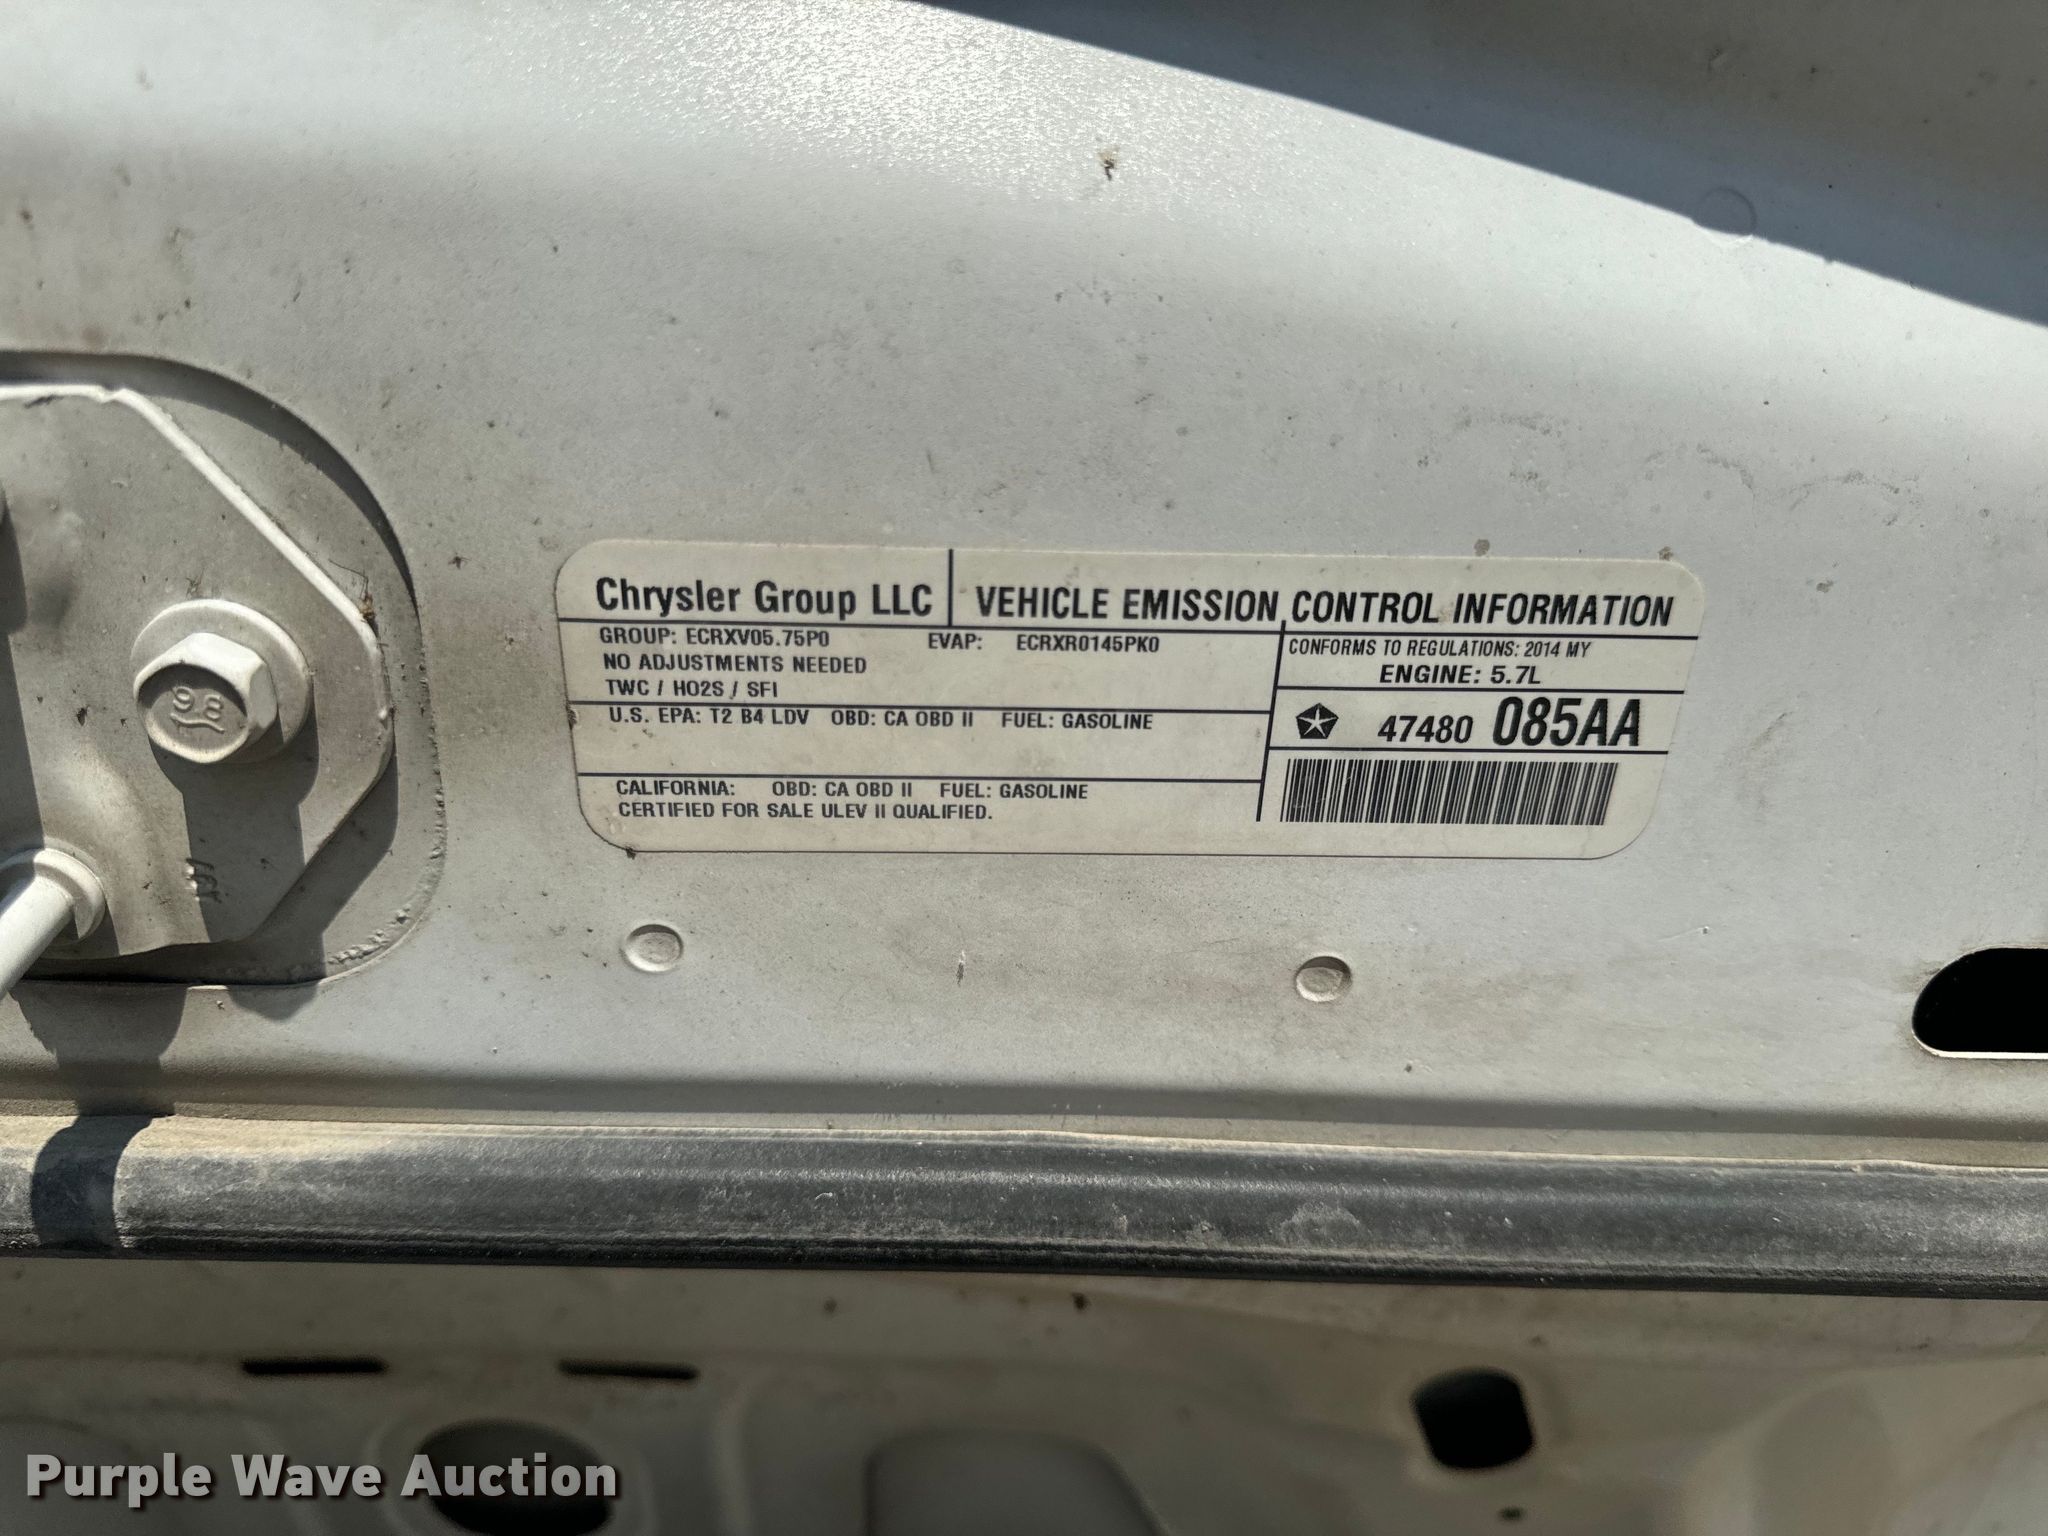 Chrysler Group LLC
VEHICLE EMISSION CONTROL INFORMATION
GROUP: ECRXV05.75P0 EVAP: ECRXR0145PK0
NO ADJUSTMENTS NEEDED
TWC / HO2S / SFI
U.S. EPA: T2 B4 LDV OBD: CA OBD II FUEL: GASOLINE
CALIFORNIA: OBD: CA OBD II FUEL: GASOLINE
CERTIFIED FOR SALE ULEV II QUALIFIED.
CONFORMS TO REGULATIONS: 2014 MY
ENGINE: 5.7L
47480 085AA
9.8
Purple Wave Auction